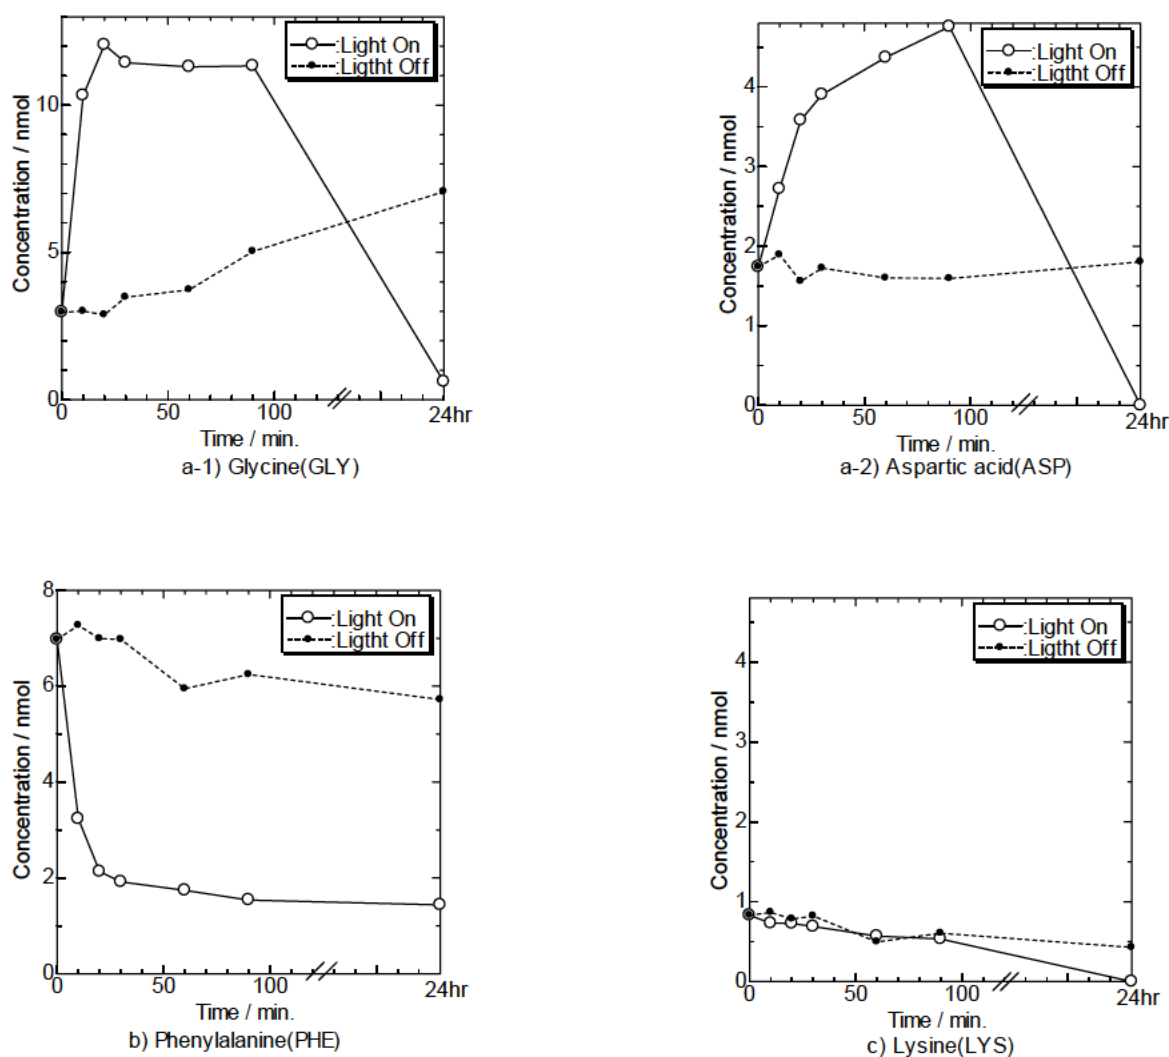 :Light On
:Ligtht Off
Concentration / nmol
10
5
0
0
50
100
24hr
Time / min.
a-1) Glycine(GLY)
:Light On
:Ligtht Off
Concentration / nmol
4
3
2
1
0
0
50
100
24hr
Time / min.
a-2) Aspartic acid(ASP)
:Light On
:Ligtht Off
Concentration / nmol
8
6
4
2
0
0
50
100
24hr
Time / min.
b) Phenylalanine(PHE)
:Light On
:Ligtht Off
Concentration / nmol
4
3
2
1
0
0
50
100
24hr
Time / min.
c) Lysine(LYS)